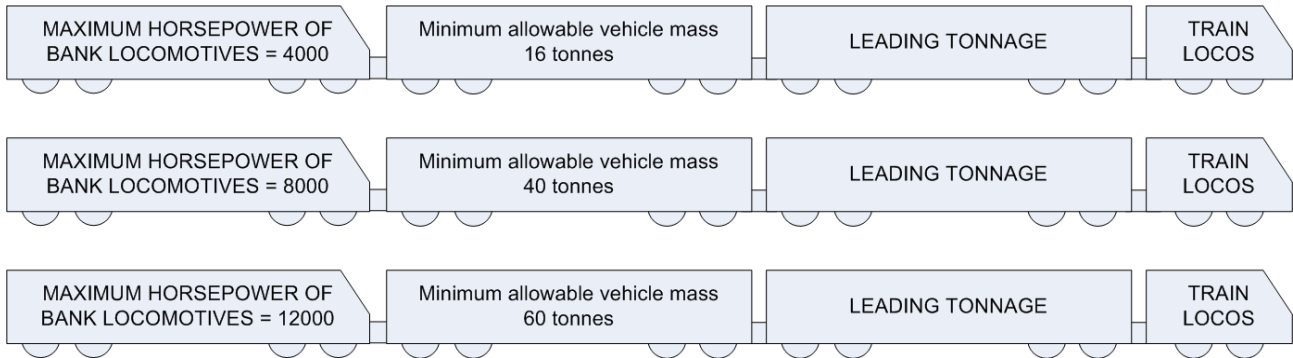 MAXIMUM HORSEPOWER OF
BANK LOCOMOTIVES = 4000
Minimum allowable vehicle mass
16 tonnes
LEADING TONNAGE
TRAIN
LOCOS
MAXIMUM HORSEPOWER OF
BANK LOCOMOTIVES = 8000
Minimum allowable vehicle mass
40 tonnes
LEADING TONNAGE
TRAIN
LOCOS
MAXIMUM HORSEPOWER OF
BANK LOCOMOTIVES = 12000
Minimum allowable vehicle mass
60 tonnes
LEADING TONNAGE
TRAIN
LOCOS